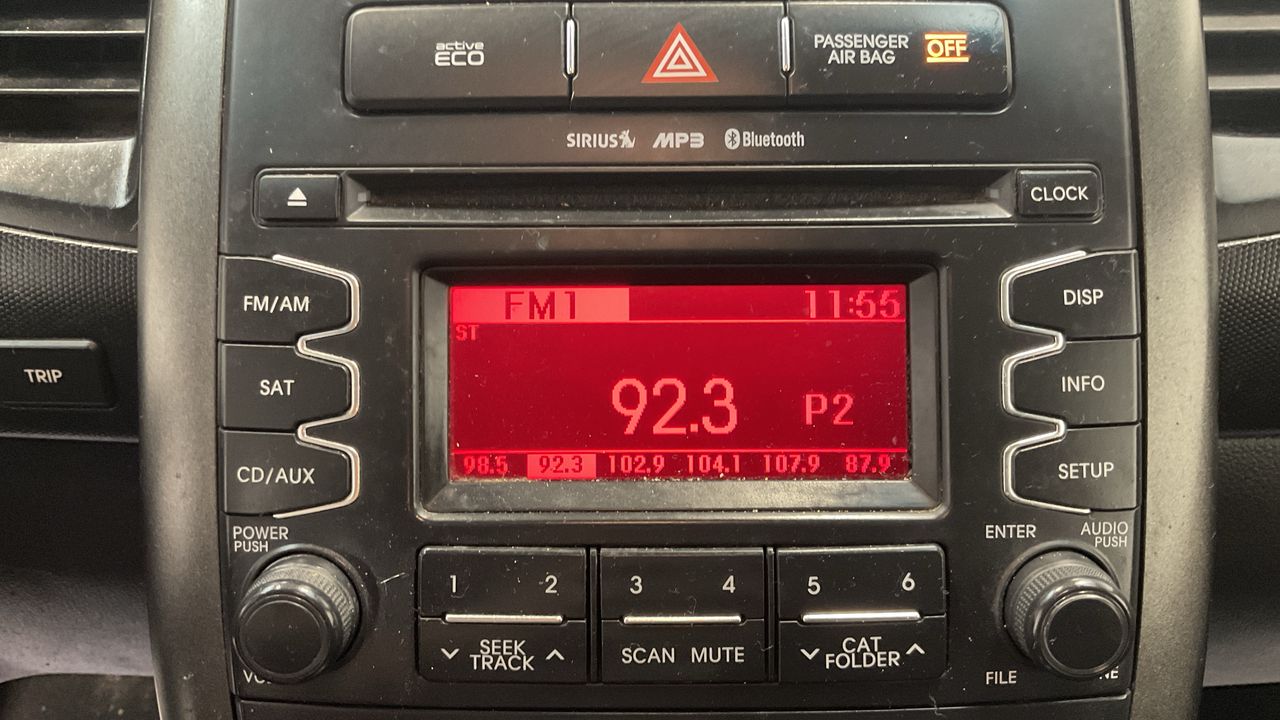 active
ECO
PASSENGER
AIR BAG
OFF
SIRIUS
MP3
Bluetooth
CLOCK
FM/AM
FM1
11:55
DISP
ST
TRIP
SAT
92.3
P2
INFO
CD/AUX
98.5 92.3 102.9 104.1 107.9 87.9
SETUP
POWER
PUSH
ENTER
AUDIO
PUSH
1 2
3 4
5 6
SEEK
TRACK
SCAN MUTE
CAT
FOLDER
FILE